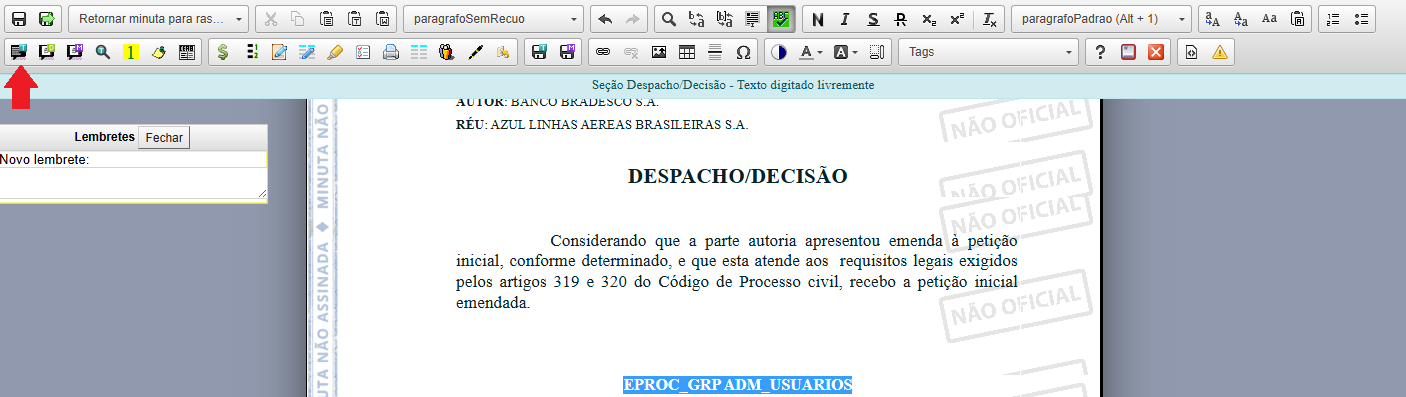 Retornar minuta para ras...
paragrafoSemRecuo
ABC
N I S R x₂ x² Tx
paragrafoPadrao (Alt + 1)
Tags
Seção Despacho/Decisão - Texto digitado livremente
Lembretes Fechar
Novo lembrete:
MINUTA NÃO
UTA NÃO ASSINADA ◆ MINUTA NÃO
AUTOR: BANCO BRADESCO S.A.
RÉU: AZUL LINHAS AEREAS BRASILEIRAS S.A.
NÃO OFICIAL
DESPACHO/DECISÃO
NÃO OFICIAL
NÃO OFICIAL
Considerando que a parte autoria apresentou emenda à petição
inicial, conforme determinado, e que esta atende aos requisitos legais exigidos
pelos artigos 319 e 320 do Código de Processo civil, recebo a petição inicial
emendada.
NÃO OFICIAL
EPROC_GRPADM_USUARIOS